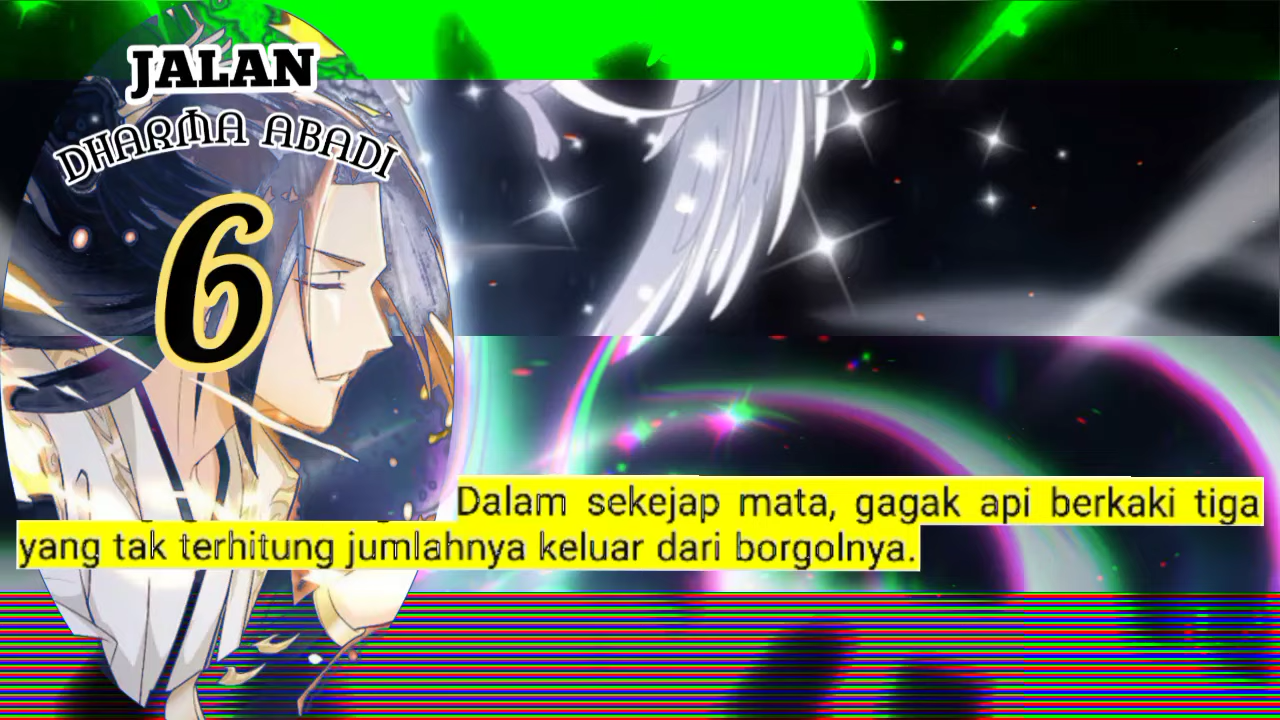 JALAN
DHARMA ABADI
6
Dalam sekejap mata, gagak api berkaki tiga
yang tak terhitung jumlahnya keluar dari borgolnya.